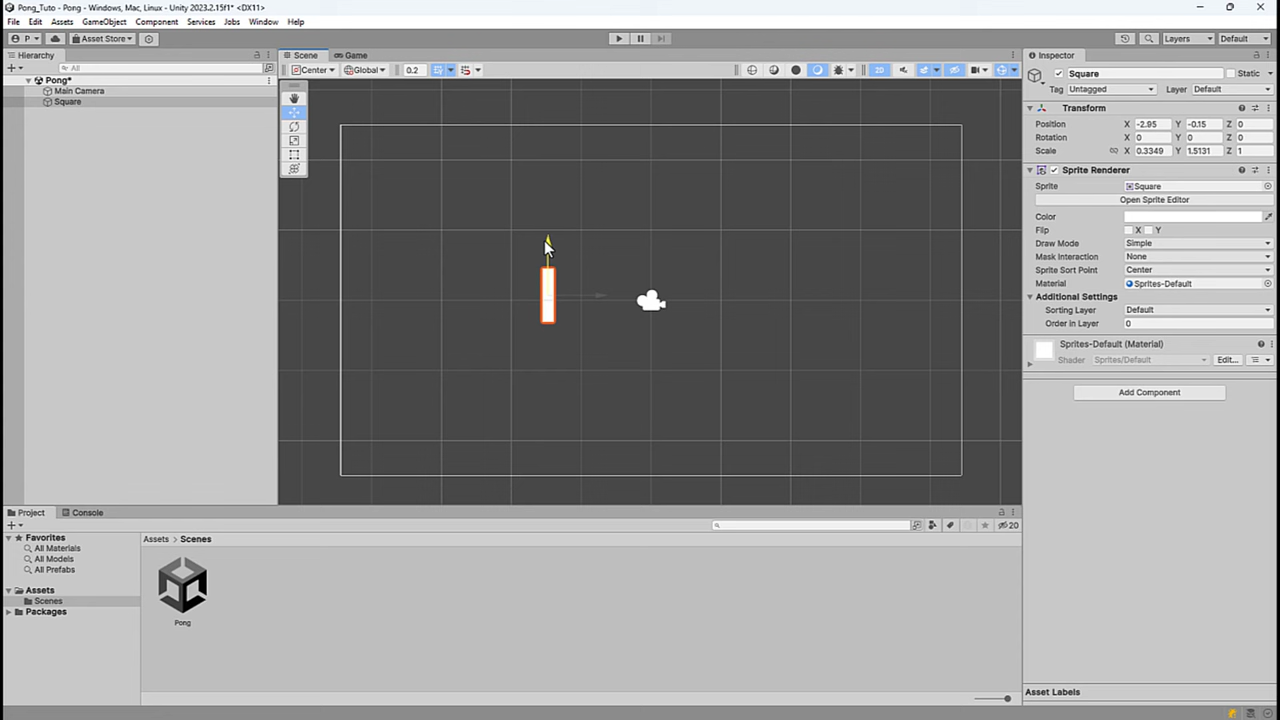 Pong_Tuto - Pong - Windows, Mac, Linux - Unity 2023.2.15f1* <DX11>
File Edit Assets GameObject Component Services Jobs Window Help
P Asset Store Layers Default
Hierarchy
All
Pong*
Main Camera
Square
Scene Game
Center Global 0.2 2D
Inspector
Square Static
Tag Untagged Layer Default
Transform
Position X -2.95 Y -0.15 Z 0
Rotation X 0 Y 0 Z 0
Scale X 0.3349 Y 1.5131 Z 1
Sprite Renderer
Sprite Square
Open Sprite Editor
Color
Flip X Y
Draw Mode Simple
Mask Interaction None
Sprite Sort Point Center
Material Sprites-Default
Additional Settings
Sorting Layer Default
Order in Layer 0
Sprites-Default (Material)
Shader Sprites/Default Edit...
Add Component
Project Console
20
Favorites
All Materials
All Models
All Prefabs
Assets
Scenes
Packages
Assets > Scenes
Pong
Asset Labels